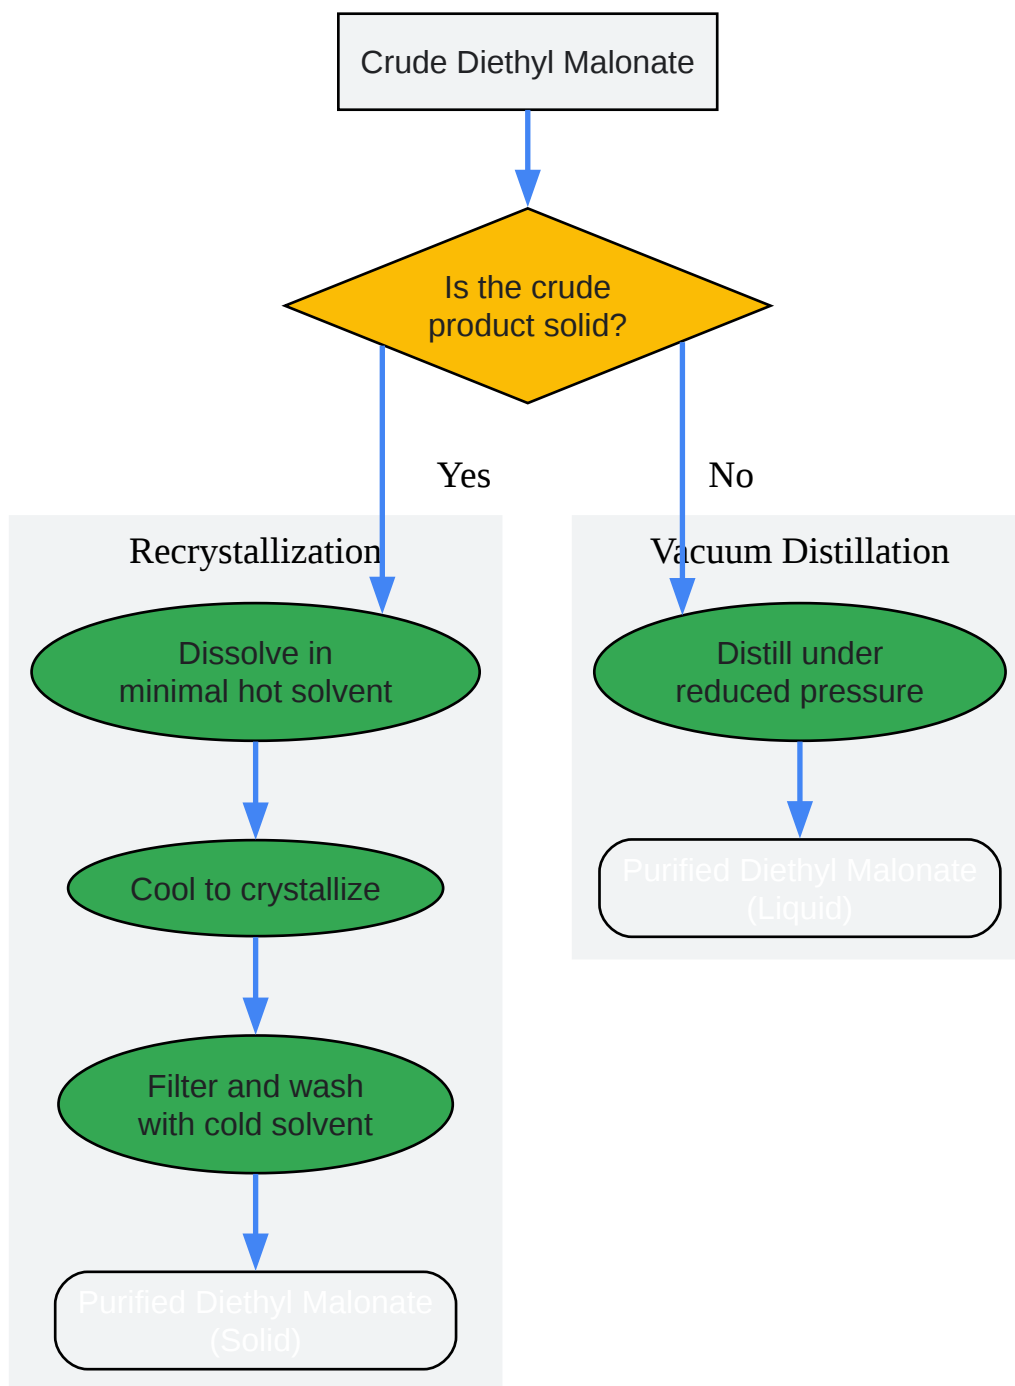 Crude Diethyl Malonate
Is the crude
product solid?
Yes
No
Recrystallization
Dissolve in
minimal hot solvent
Cool to crystallize
Filter and wash
with cold solvent
Purified Diethyl Malonate
(Solid)
Vacuum Distillation
Distill under
reduced pressure
Purified Diethyl Malonate
(Liquid)